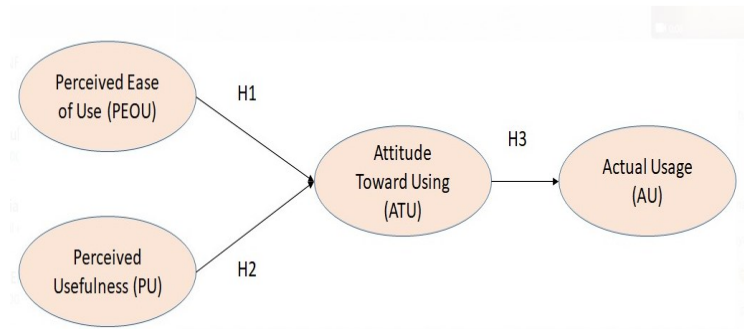 Perceived Ease
of Use (PEOU)
H1
Attitude
Toward Using
(ATU)
H3
Actual Usage
(AU)
Perceived
Usefulness (PU)
H2